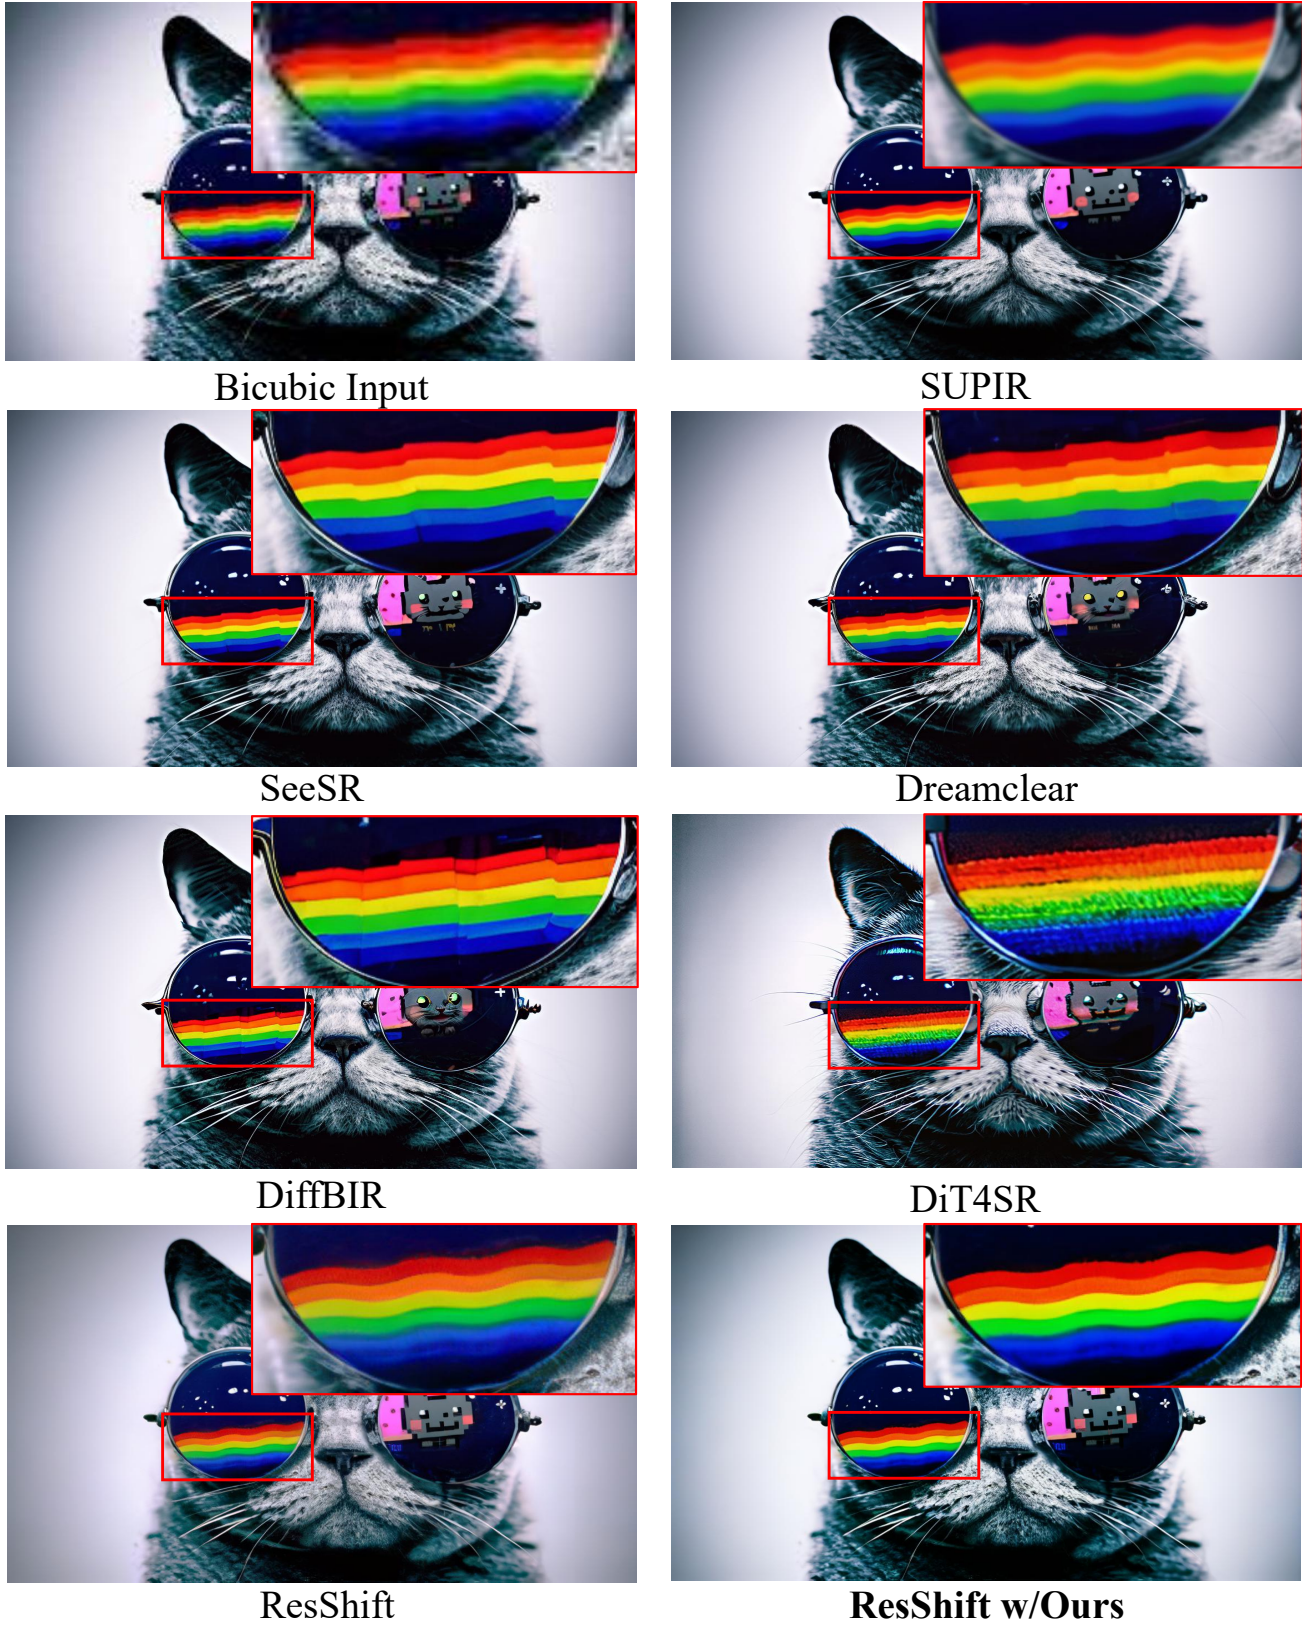 Bicubic Input
SUPIR
SeeSR
Dreamclear
DiffBIR
DiT4SR
ResShift
ResShift w/Ours